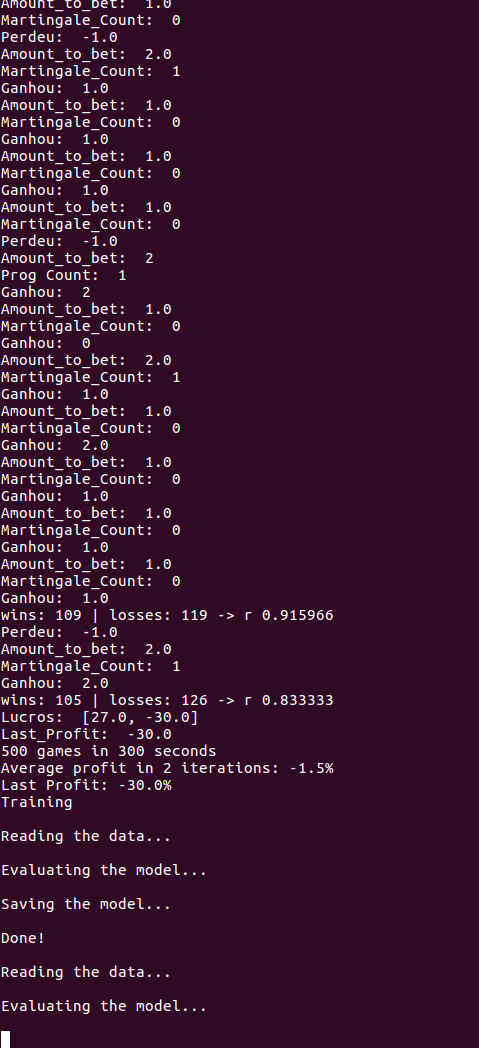 Amount_to_bet:  1.0
Martingale_Count:  0
Perdeu:  -1.0
Amount_to_bet:  2.0
Martingale_Count:  1
Ganhou:  1.0
Amount_to_bet:  1.0
Martingale_Count:  0
Ganhou:  1.0
Amount_to_bet:  1.0
Martingale_Count:  0
Ganhou:  1.0
Amount_to_bet:  1.0
Martingale_Count:  0
Perdeu:  -1.0
Amount_to_bet:  2
Prog Count:  1
Ganhou:  2
Amount_to_bet:  1.0
Martingale_Count:  0
Ganhou:  0
Amount_to_bet:  2.0
Martingale_Count:  1
Ganhou:  1.0
Amount_to_bet:  1.0
Martingale_Count:  0
Ganhou:  2.0
Amount_to_bet:  1.0
Martingale_Count:  0
Ganhou:  1.0
Amount_to_bet:  1.0
Martingale_Count:  0
Ganhou:  1.0
Amount_to_bet:  1.0
Martingale_Count:  0
Ganhou:  1.0
wins: 109 | losses: 119 -> r 0.915966
Perdeu:  -1.0
Amount_to_bet:  2.0
Martingale_Count:  1
Ganhou:  2.0
wins: 105 | losses: 126 -> r 0.833333
Lucros:  [27.0, -30.0]
Last_Profit:  -30.0
500 games in 300 seconds
Average profit in 2 iterations: -1.5%
Last Profit: -30.0%
Training
Reading the data...
Evaluating the model...
Saving the model...
Done!
Reading the data...
Evaluating the model...